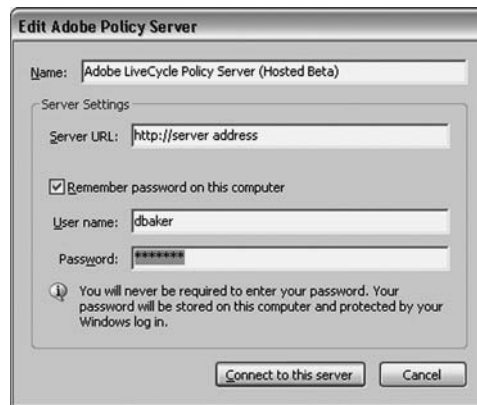 Edit Adobe Policy Server
Name: Adobe LiveCycle Policy Server (Hosted Beta)
Server Settings
Server URL: http://server address
Remember password on this computer
User name: dbaker
Password: *******
You will never be required to enter your password. Your
password will be stored on this computer and protected by your
Windows log in.
Connect to this server Cancel